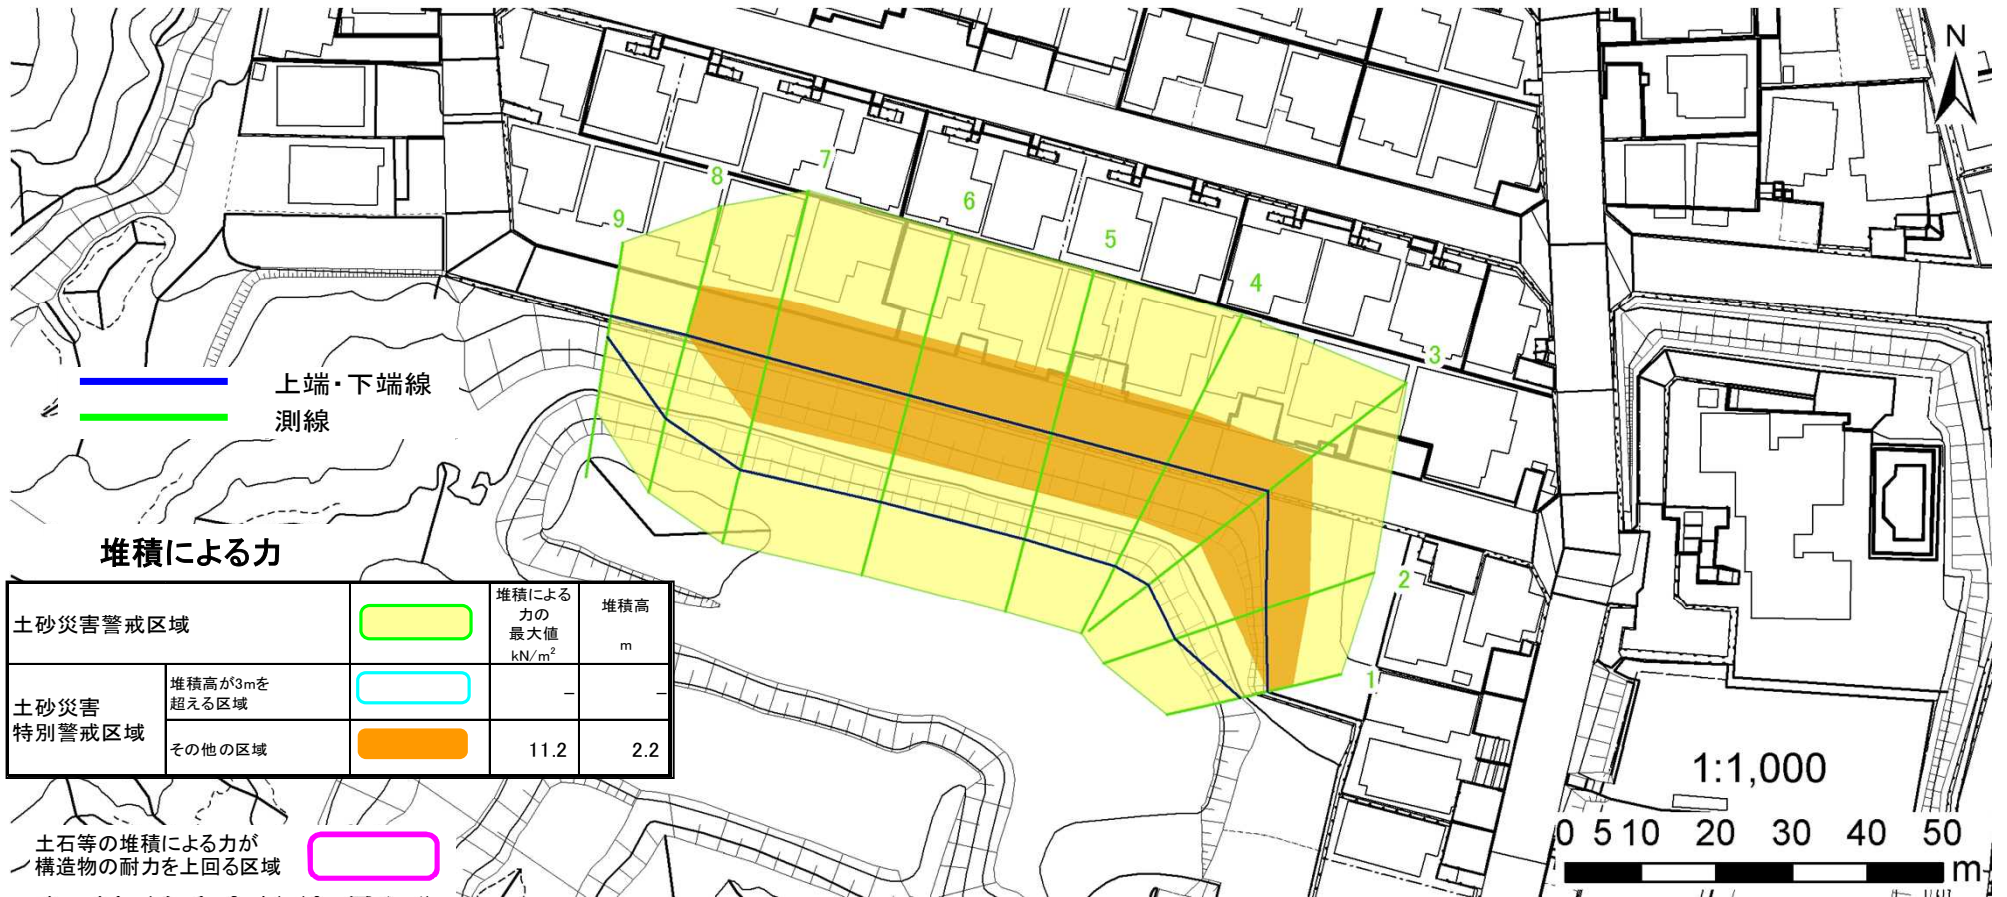 N
7
8
6
9
5
4
3
上端・下端線
測線
堆積による力
堆積による
力の
最大値
kN/m²
堆積高
m
土砂災害警戒区域
2
土砂災害
特別警戒区域
堆積高が3mを
超える区域
－
－
その他の区域
11.2
2.2
1
1:1,000
0 5 10 20 30 40 50
m
土石等の堆積による力が
構造物の耐力を上回る区域